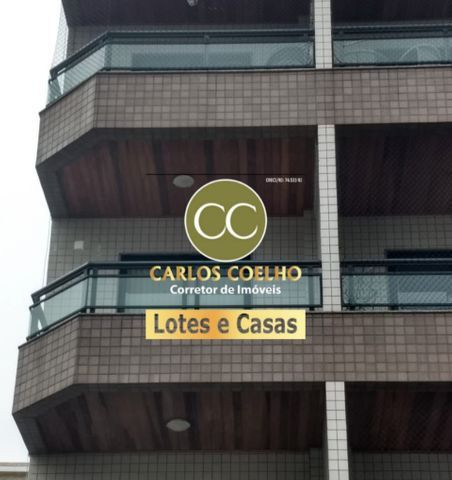 CC
CARLOS COELHO
Corretor de Imóveis
Lotes e Casas